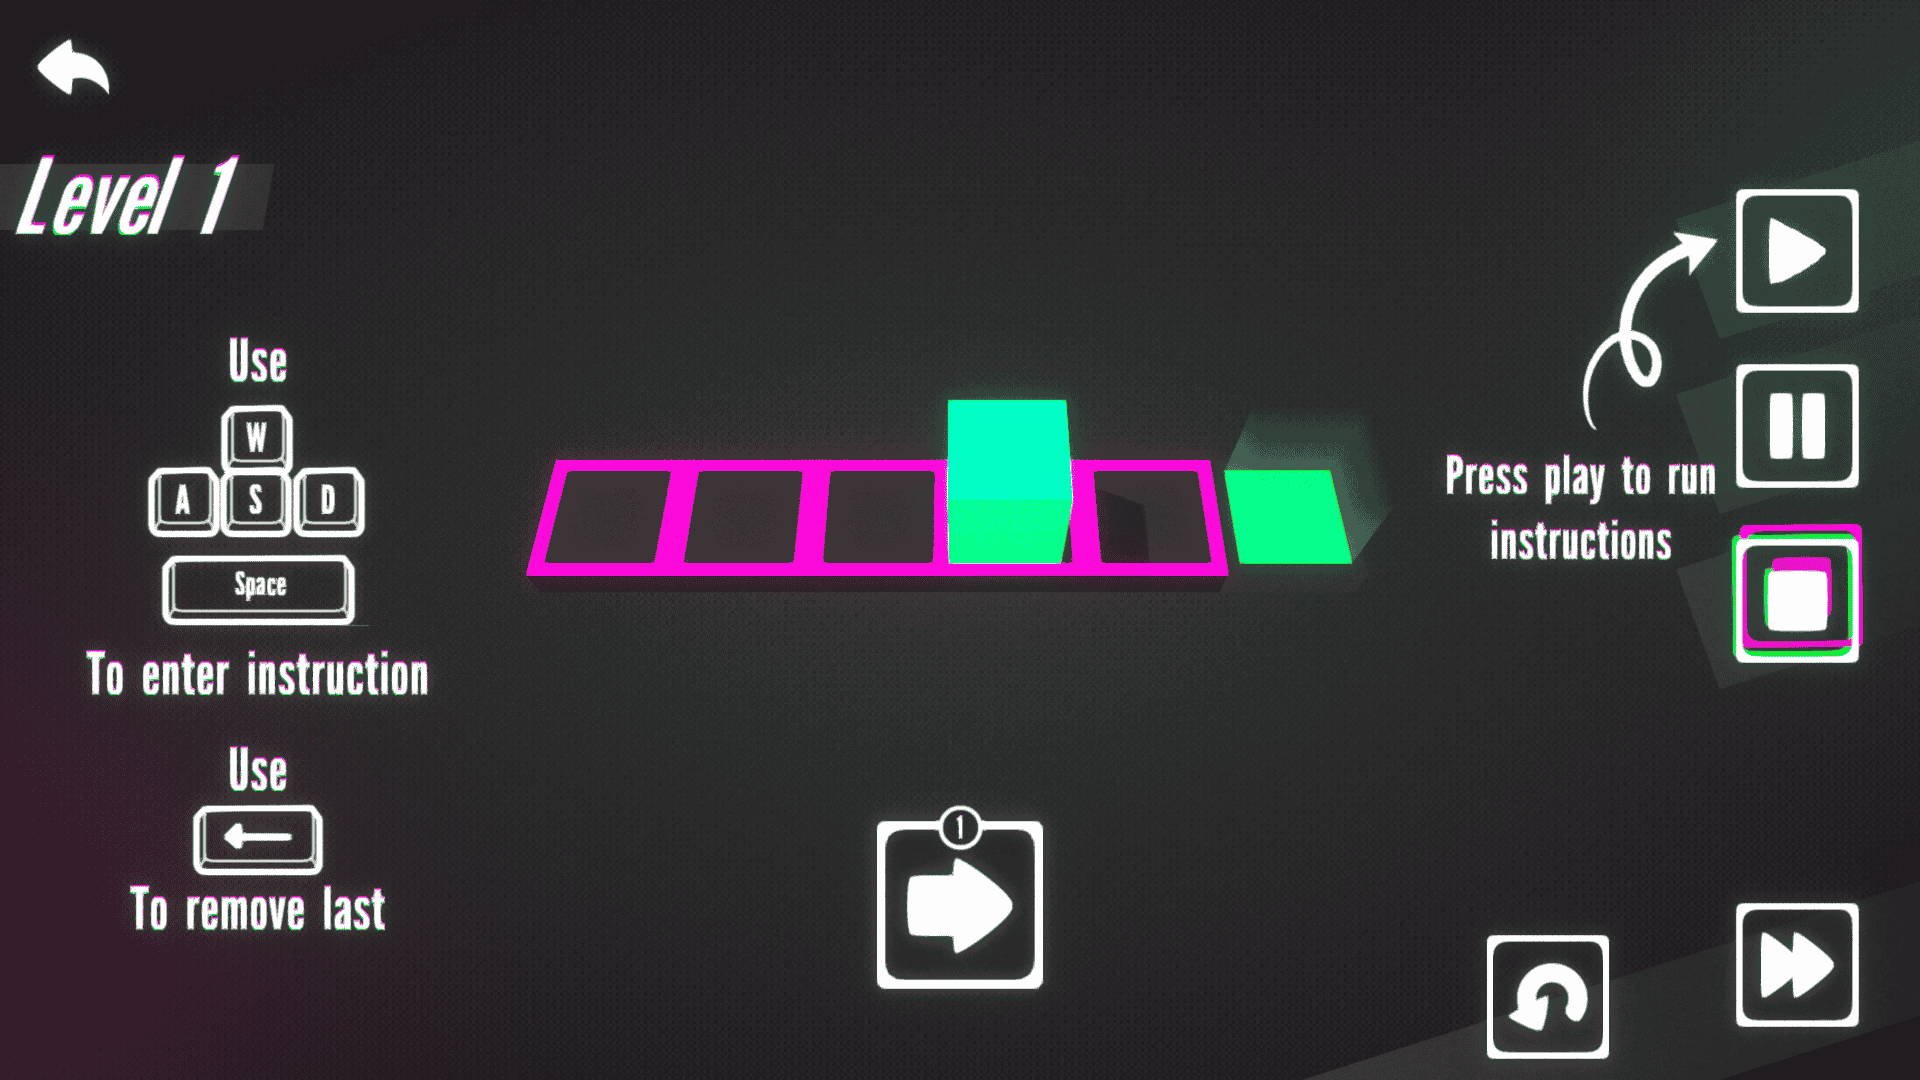 Level 1
Use
W
A S D
Space
To enter instruction
Use
To remove last
1
Press play to run
instructions